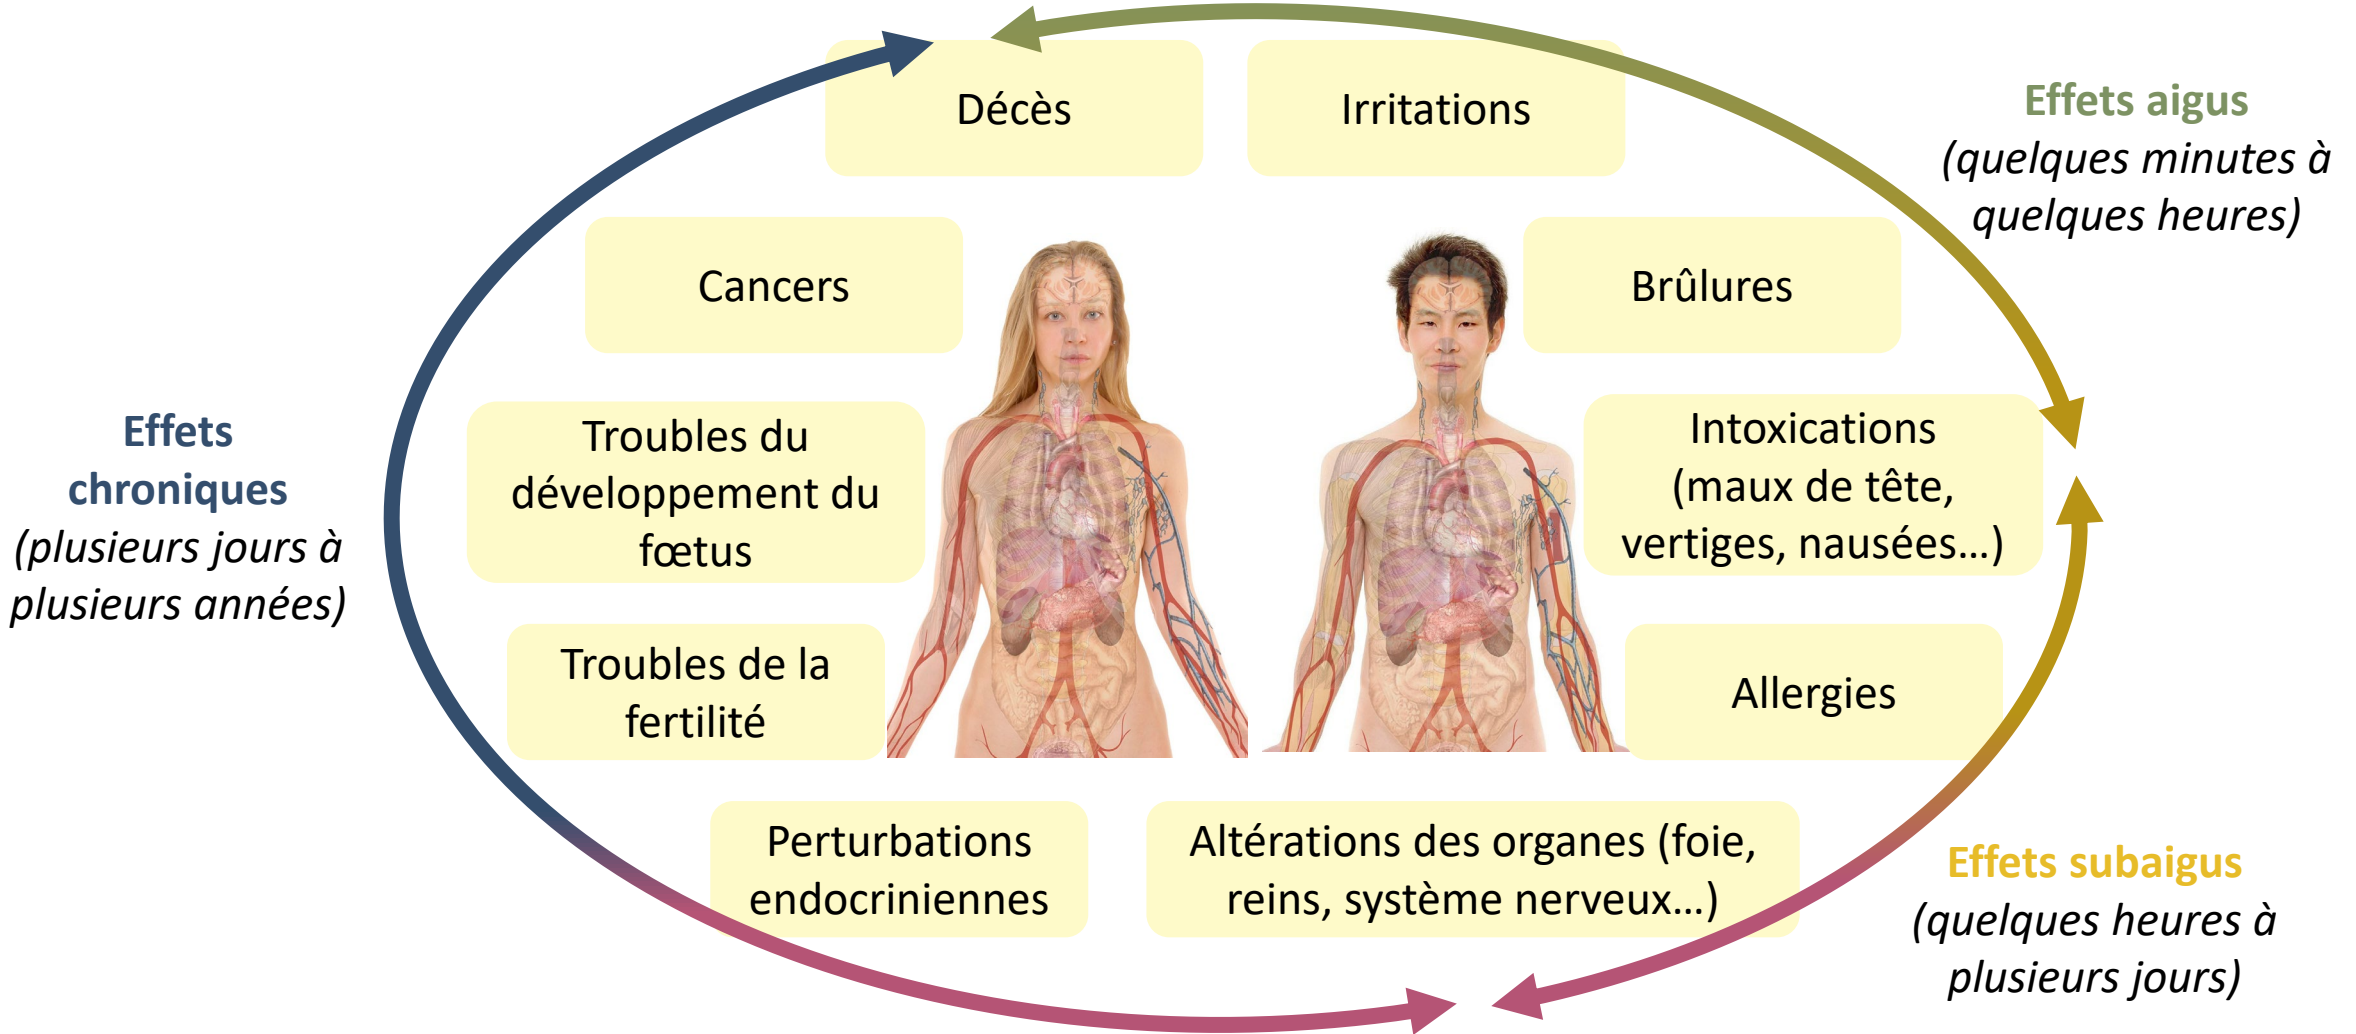 Décès
Irritations
Effets aigus
(quelques minutes à
quelques heures)
Cancers
Brûlures
Effets
chroniques
(plusieurs jours à
plusieurs années)
Troubles du
développement du
fœtus
Intoxications
(maux de tête,
vertiges, nausées…)
Troubles de la
fertilité
Allergies
Perturbations
endocriniennes
Altérations des organes (foie,
reins, système nerveux…)
Effets subaigus
(quelques heures à
plusieurs jours)